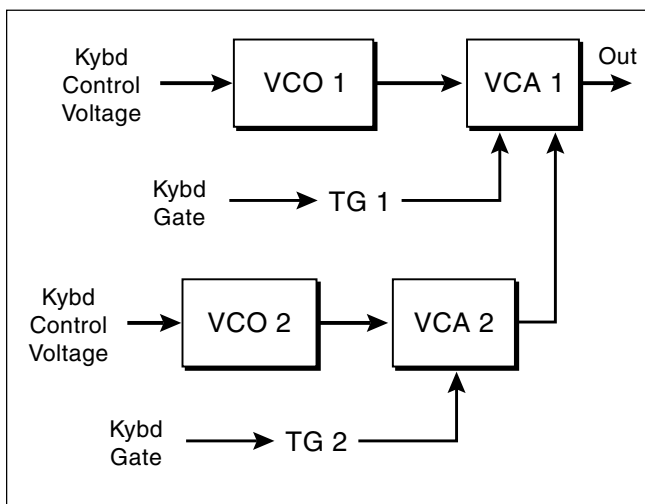 Kybd
Control
Voltage
VCO 1
VCA 1
Out
Kybd
Gate
TG 1
Kybd
Control
Voltage
VCO 2
VCA 2
Kybd
Gate
TG 2